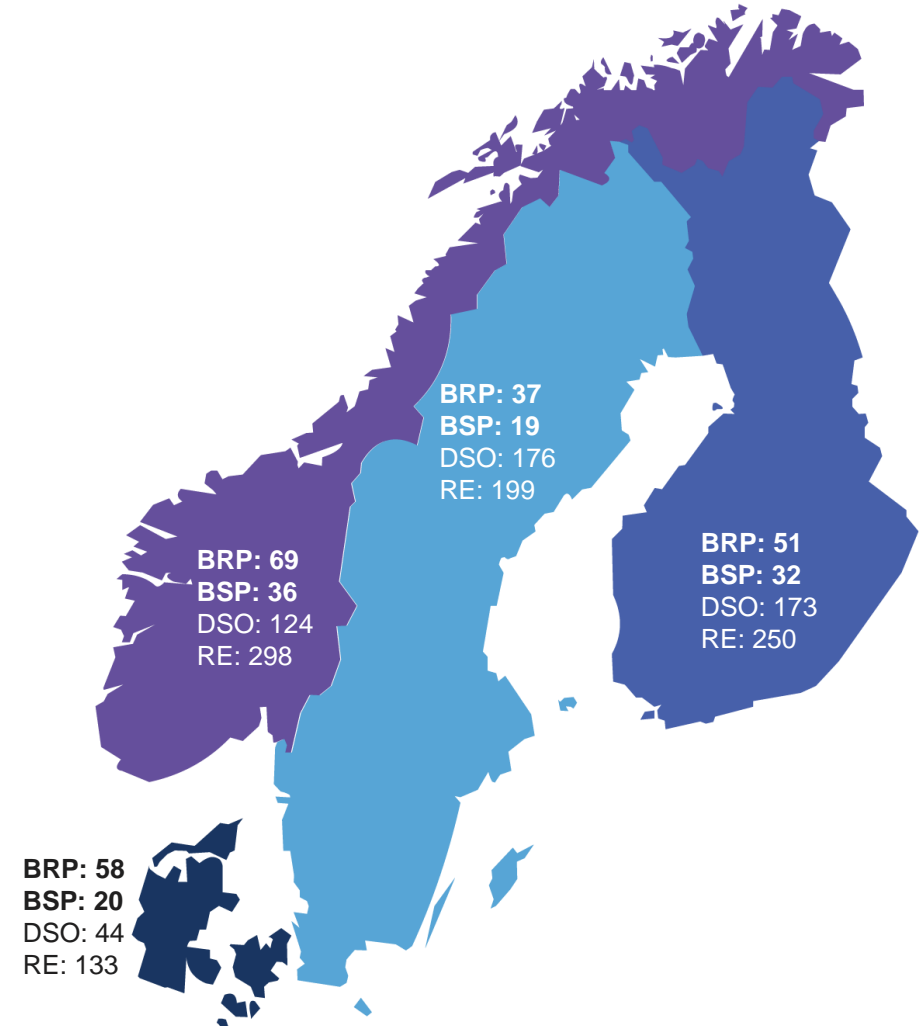 BRP: 37
BSP: 19
DSO: 176
RE: 199
BRP: 69
BSP: 36
DSO: 124
RE: 298
BRP: 51
BSP: 32
DSO: 173
RE: 250
BRP: 58
BSP: 20
DSO: 44
RE: 133